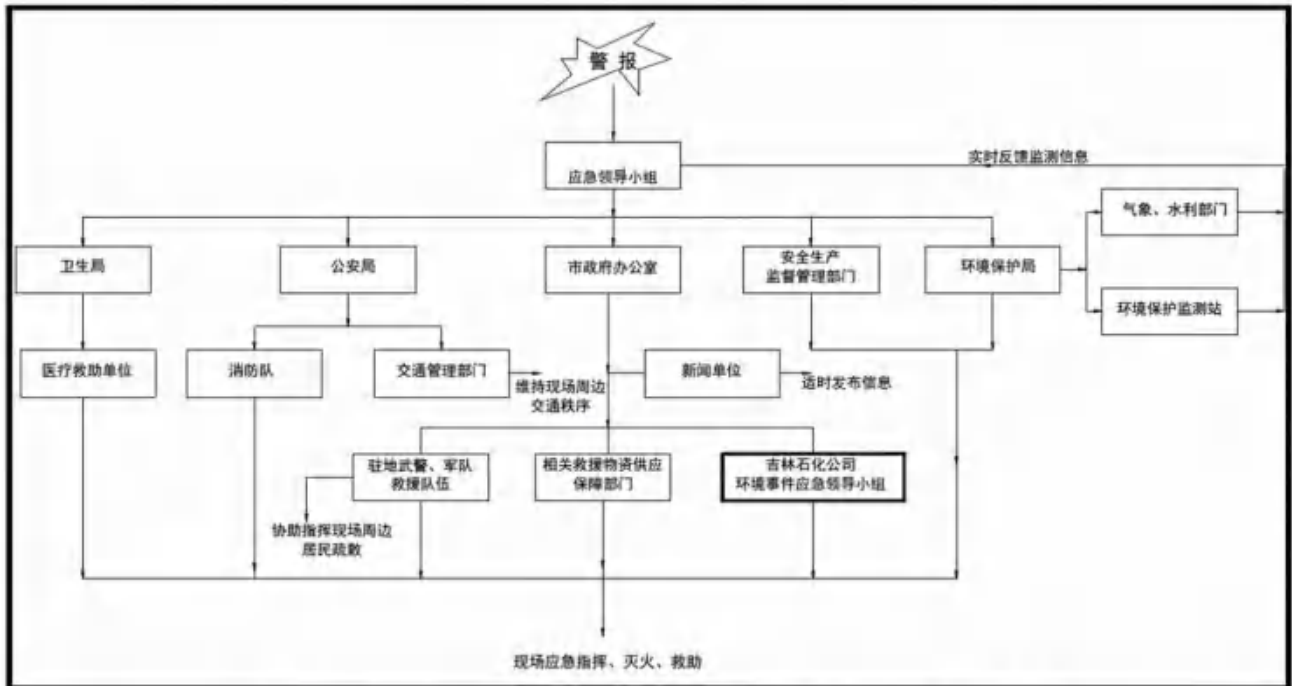 警报
应急领导小组
实时反馈监测信息
气象、水利部门
卫生局
公安局
市政府办公室
安全生产
监督管理部门
环境保护局
环境保护监测站
医疗救助单位
消防队
交通管理部门
维持现场周边
交通秩序
新闻单位
适时发布信息
驻地武警、军队
救援队伍
相关救援物资供应
保障部门
吉林石化公司
环境事件应急领导小组
协助指挥现场周边
居民疏散
现场应急指挥、灭火、救助